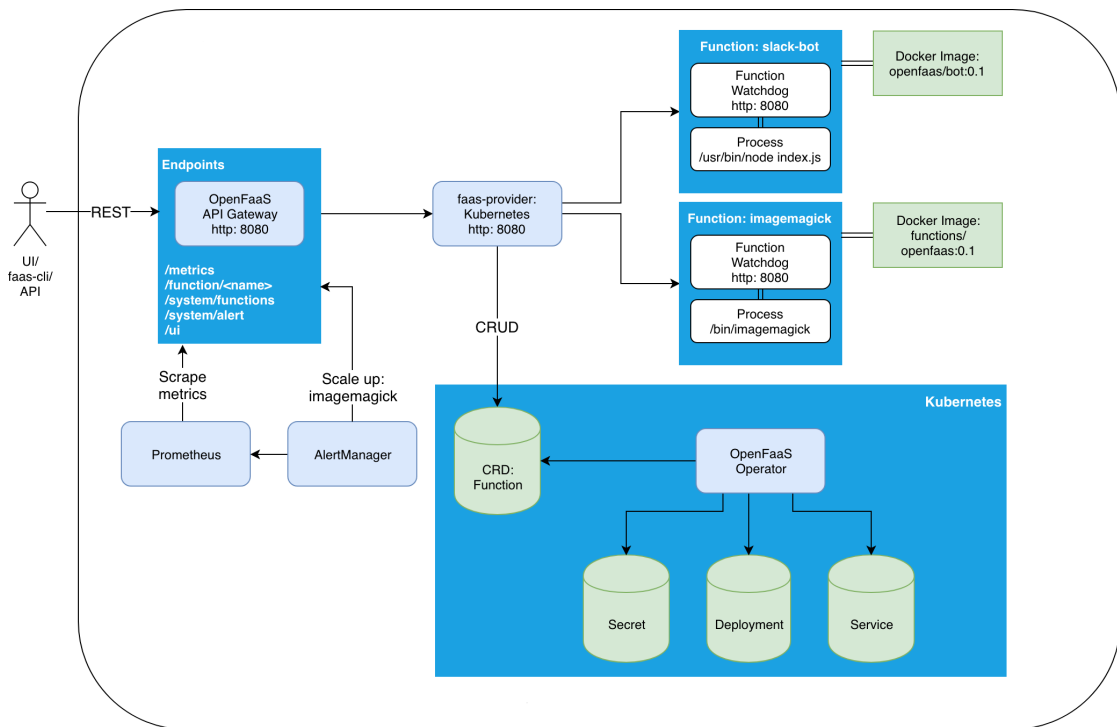 Function: slack-bot
Function
Watchdog
http: 8080
Process
/usr/bin/node index.js
Docker Image:
openfaas/bot:0.1
Endpoints
OpenFaaS
API Gateway
http: 8080
/metrics
/function/<name>
/system/functions
/system/alert
/ui
REST
UI/
faas-cli/
API
faas-provider:
Kubernetes
http: 8080
Function: imagemagick
Function
Watchdog
http: 8080
Process
/bin/imagemagick
Docker Image:
functions/
openfaas:0.1
CRUD
Scrape
metrics
Scale up:
imagemagick
Prometheus
AlertManager
Kubernetes
CRD:
Function
OpenFaaS
Operator
Secret
Deployment
Service